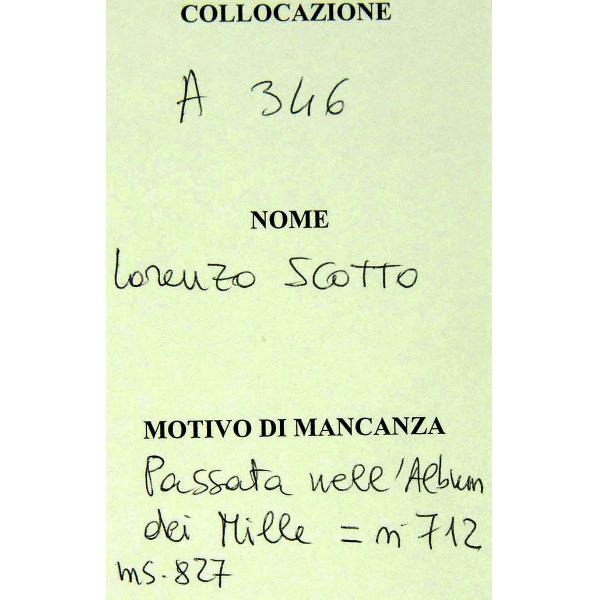 COLLOCAZIONE
A 346
NOME
Lorenzo SCOTTO
MOTIVO DI MANCANZA
Passata nell'Album
dei Mille = n° 712
ms. 827